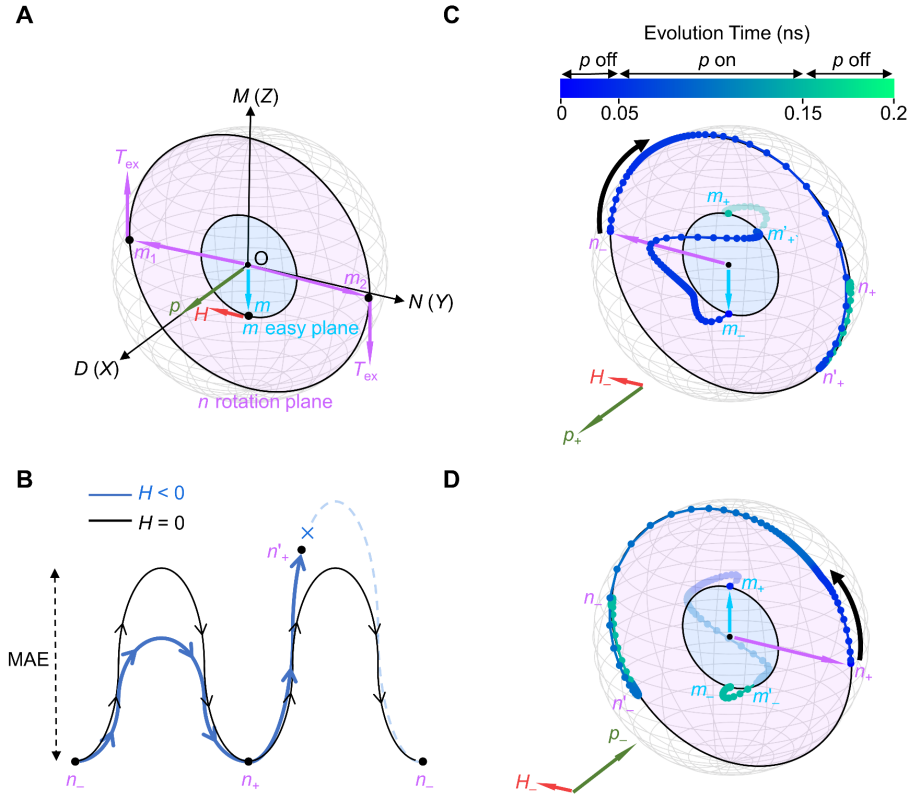 A
M (Z)
T_ex
m_1
O
m_2
N (Y)
p
H
m
m easy plane
D (X)
T_ex
n rotation plane
B
H < 0
H = 0
n'_+
MAE
n_-
n_+
n_-
C
Evolution Time (ns)
p off
p on
p off
0
0.05
0.15
0.2
m_+
m'_+
n_-
n_+
m_-
n'_+
H_-
p_+
D
n_-
m_+
n_+
m_-
m'_-
n'_-
p_-
H_-